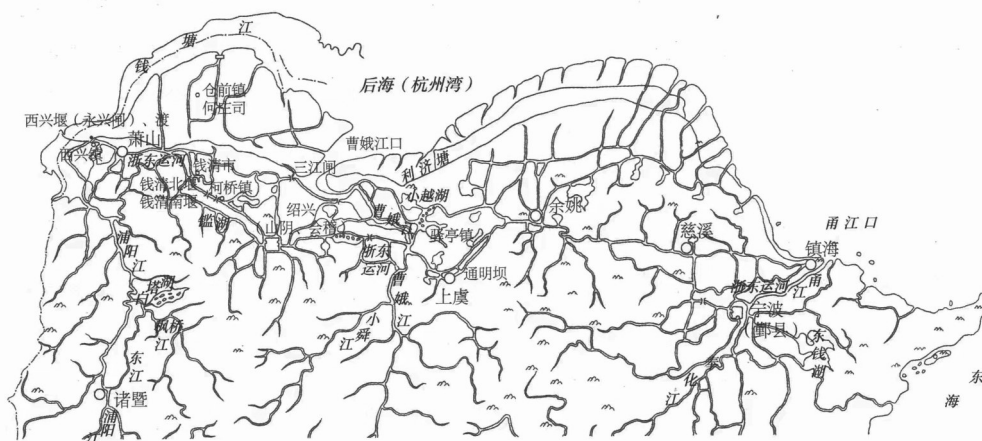 钱塘江
后海（杭州湾）
仓前镇
何庄司
西兴堰（永兴闸）、渡
萧山
浙东运河
钱清市
钱清北堰
钱清南堰
柯桥镇
三江闸
曹娥江口
利济塘
小越湖
绍兴
山阴
鑑湖
曹娥
浙东
运河
通明坝
上虞
曹娥江
小舜江
余姚
慈溪
甬江口
镇海
浙东运河
甬江
宁波
（鄞县）
东钱湖
奉化江
东海
浦阳江
枫桥江
东江
诸暨
浦阳江